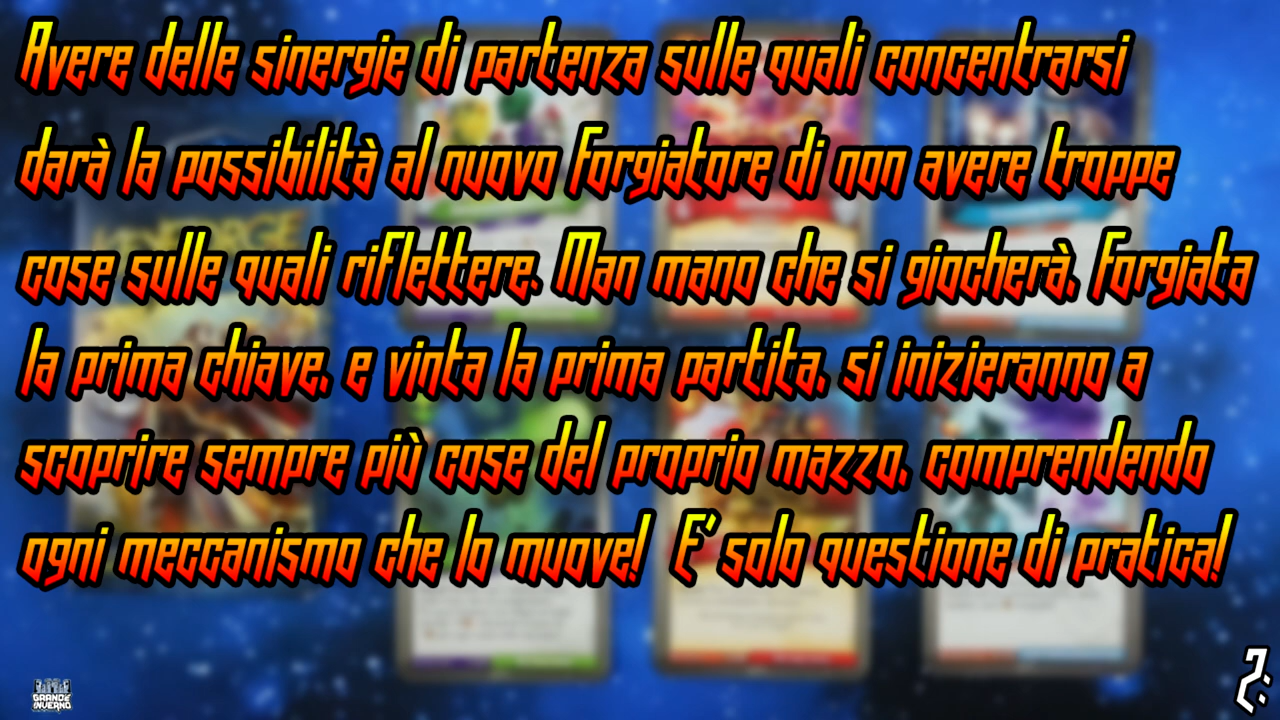 Avere delle sinergie di partenza sulle quali concentrarsi
darà la possibilità al nuovo Forgiatore di non avere troppe
cose sulle quali riflettere. Man mano che si giocherà, forgiata
la prima chiave, e vinta la prima partita, si inizieranno a
scoprire sempre più cose del proprio mazzo, comprendendo
ogni meccanismo che lo muove! E' solo questione di pratica!
GRANDE
INVERNO